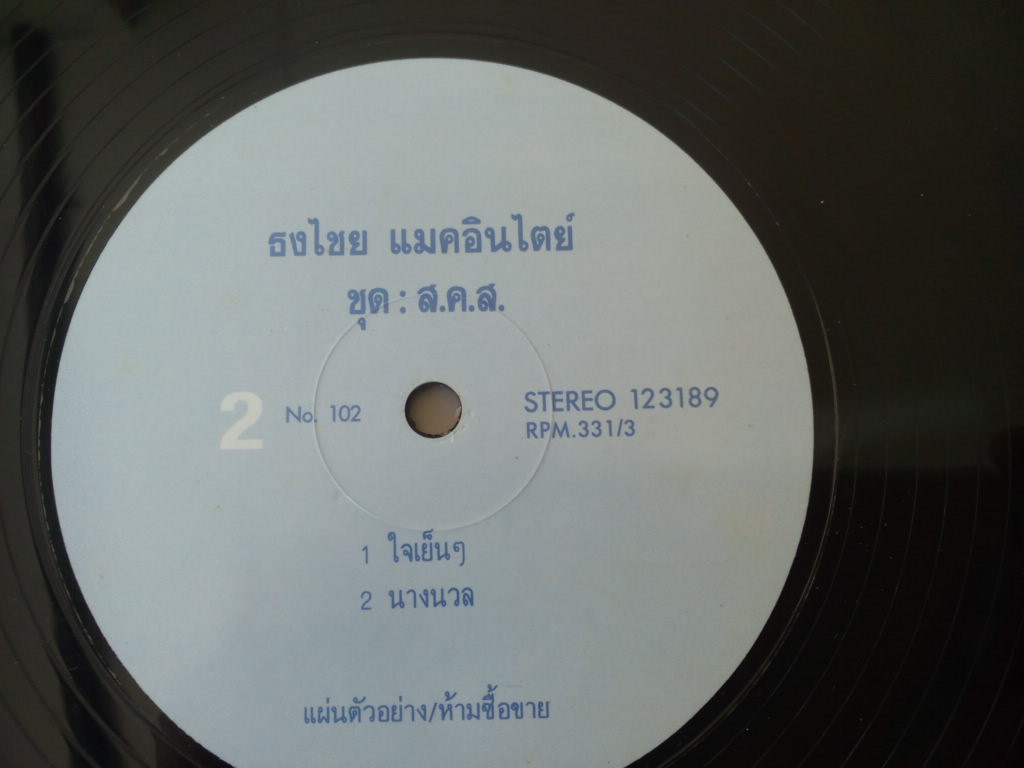 ธงไชย แมคอินไตย์
ชุด : ส.ค.ส.
2 No. 102 STEREO 123189
RPM.331/3
1 ใจเย็นๆ
2 นางนวล
แผ่นตัวอย่าง/ห้ามซื้อขาย